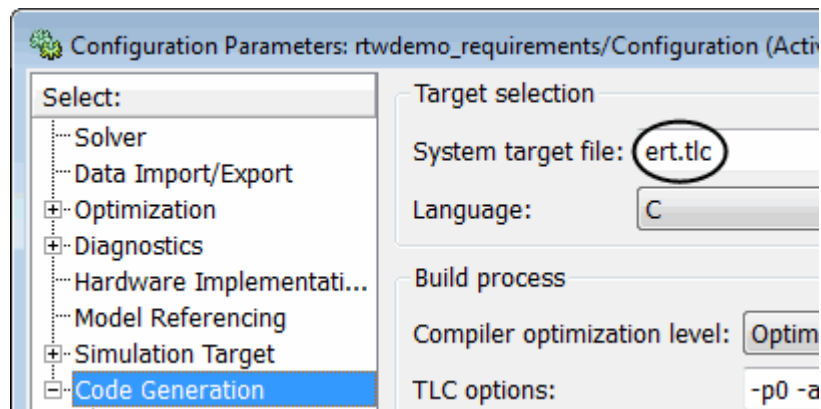 Configuration Parameters: rtwdemo_requirements/Configuration (Activ
Select:
Solver
Data Import/Export
Optimization
Diagnostics
Hardware Implementati...
Model Referencing
Simulation Target
Code Generation
Target selection
System target file: ert.tlc
Language: C
Build process
Compiler optimization level: Optim
TLC options: -p0 -a